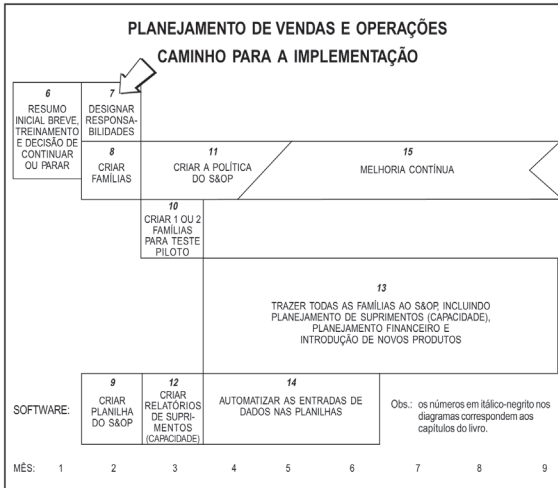 PLANEJAMENTO DE VENDAS E OPERAÇÕES
CAMINHO PARA A IMPLEMENTAÇÃO
6
RESUMO
INICIAL BREVE,
TREINAMENTO
E DECISÃO DE
CONTINUAR
OU PARAR
7
DESIGNAR
RESPONSA-
BILIDADES
8
CRIAR
FAMÍLIAS
11
CRIAR A POLÍTICA
DO S&OP
15
MELHORIA CONTÍNUA
10
CRIAR 1 OU 2
FAMÍLIAS
PARA TESTE
PILOTO
13
TRAZER TODAS AS FAMÍLIAS AO S&OP, INCLUINDO
PLANEJAMENTO DE SUPRIMENTOS (CAPACIDADE),
PLANEJAMENTO FINANCEIRO E
INTRODUÇÃO DE NOVOS PRODUTOS
SOFTWARE:
9
CRIAR
PLANILHA
DO S&OP
12
CRIAR
RELATÓRIOS
DE SUPRI-
MENTOS
(CAPACIDADE)
14
AUTOMATIZAR AS ENTRADAS DE
DADOS NAS PLANILHAS
Obs.: os números em itálico-negrito nos
diagramas correspondem aos
capítulos do livro.
MÊS: 1 2 3 4 5 6 7 8 9